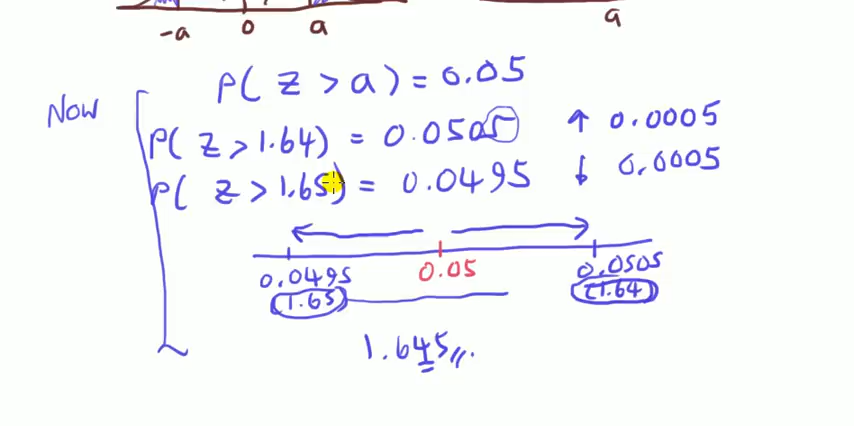 -a 0 a a
P( Z > a) = 0.05
Now
P( Z > 1.64) = 0.0505 ↑ 0.0005
P( Z > 1.65) = 0.0495 ↓ 0.0005
0.0495 0.05 0.0505
1.65 1.64
1.645